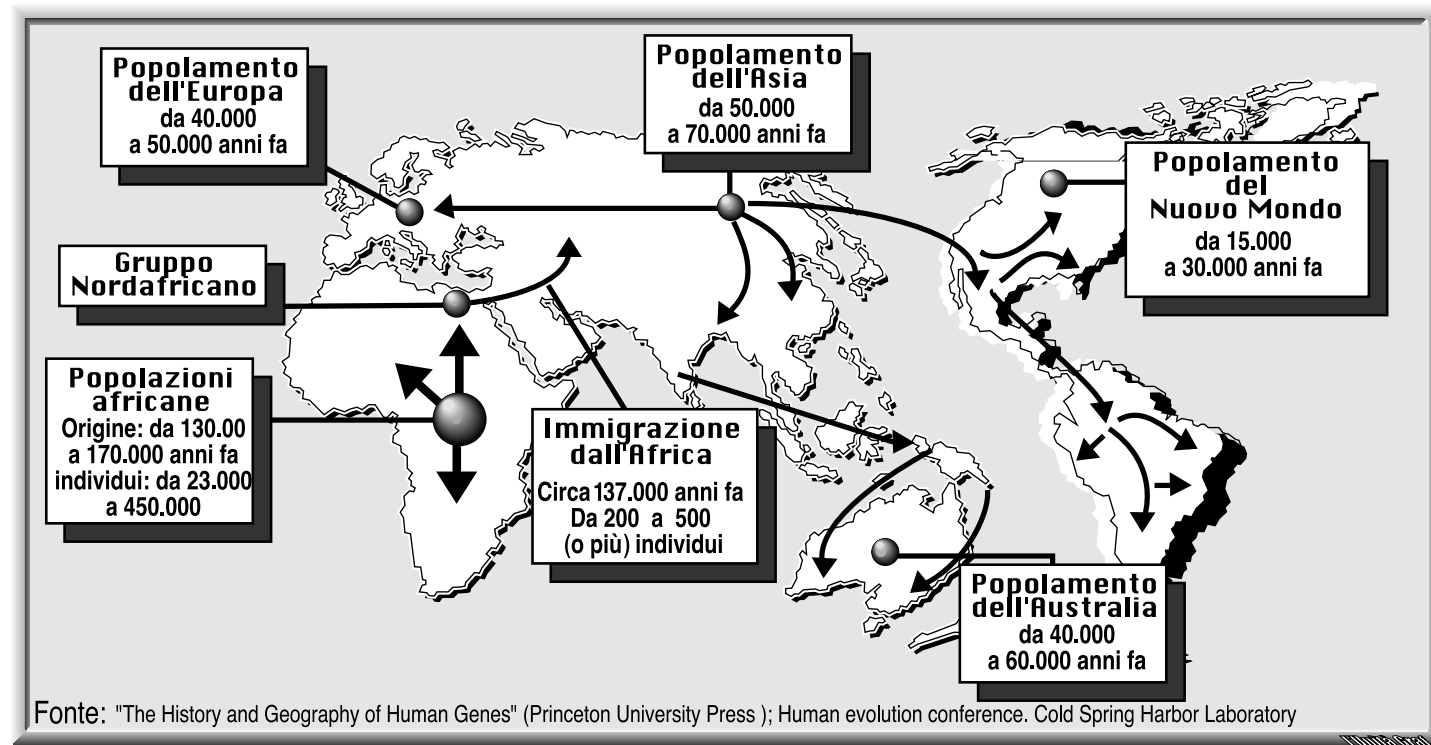 Popolamento
dell'Europa
da 40.000
a 50.000 anni fa
Popolamento
dell'Asia
da 50.000
a 70.000 anni fa
Popolamento
del
Nuovo Mondo
da 15.000
a 30.000 anni fa
Gruppo
Nordafricano
Popolazioni
africane
Origine: da 130.00
a 170.000 anni fa
individui: da 23.000
a 450.000
Immigrazione
dall'Africa
Circa 137.000 anni fa
Da 200 a 500
(o più) individui
Popolamento
dell'Australia
da 40.000
a 60.000 anni fa
Fonte: "The History and Geography of Human Genes" (Princeton University Press ); Human evolution conference. Cold Spring Harbor Laboratory